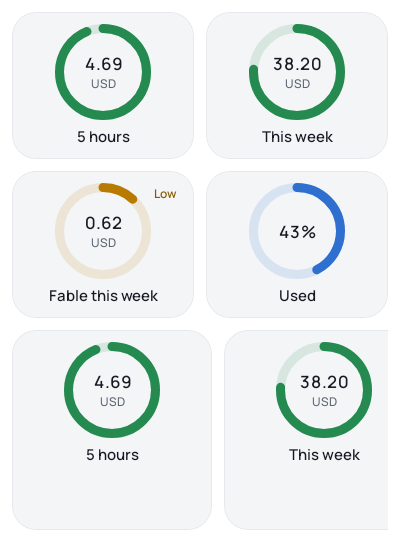 4.69
USD
5 hours
38.20
USD
This week
Low
0.62
USD
Fable this week
43%
Used
4.69
USD
5 hours
38.20
USD
This week